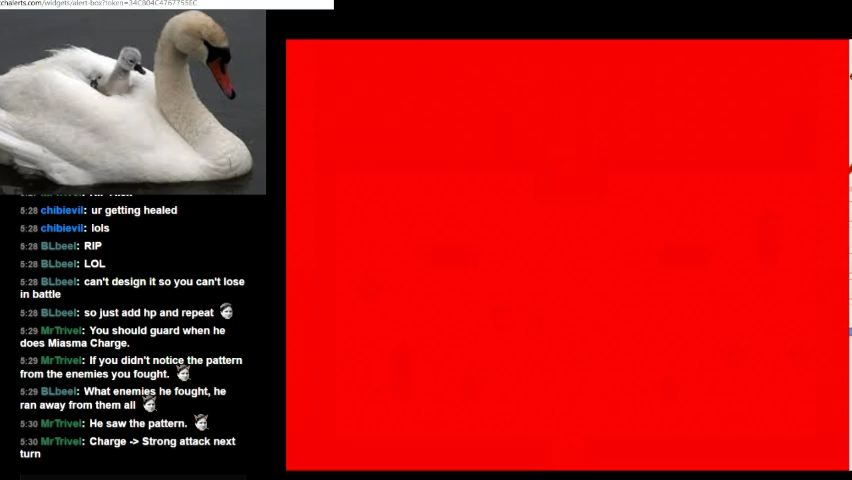 chalerts.com/widgets/alert-box?token=34C804C4767755EC
5:28 chibievil: ur getting healed
5:28 chibievil: lols
5:28 BLbeel: RIP
5:28 BLbeel: LOL
5:28 BLbeel: can't design it so you can't lose
in battle
5:28 BLbeel: so just add hp and repeat
5:29 MrTrivel: You should guard when he
does Miasma Charge.
5:29 MrTrivel: If you didn't notice the pattern
from the enemies you fought.
5:29 BLbeel: What enemies he fought, he
ran away from them all
5:30 MrTrivel: He saw the pattern.
5:30 MrTrivel: Charge -> Strong attack next
turn